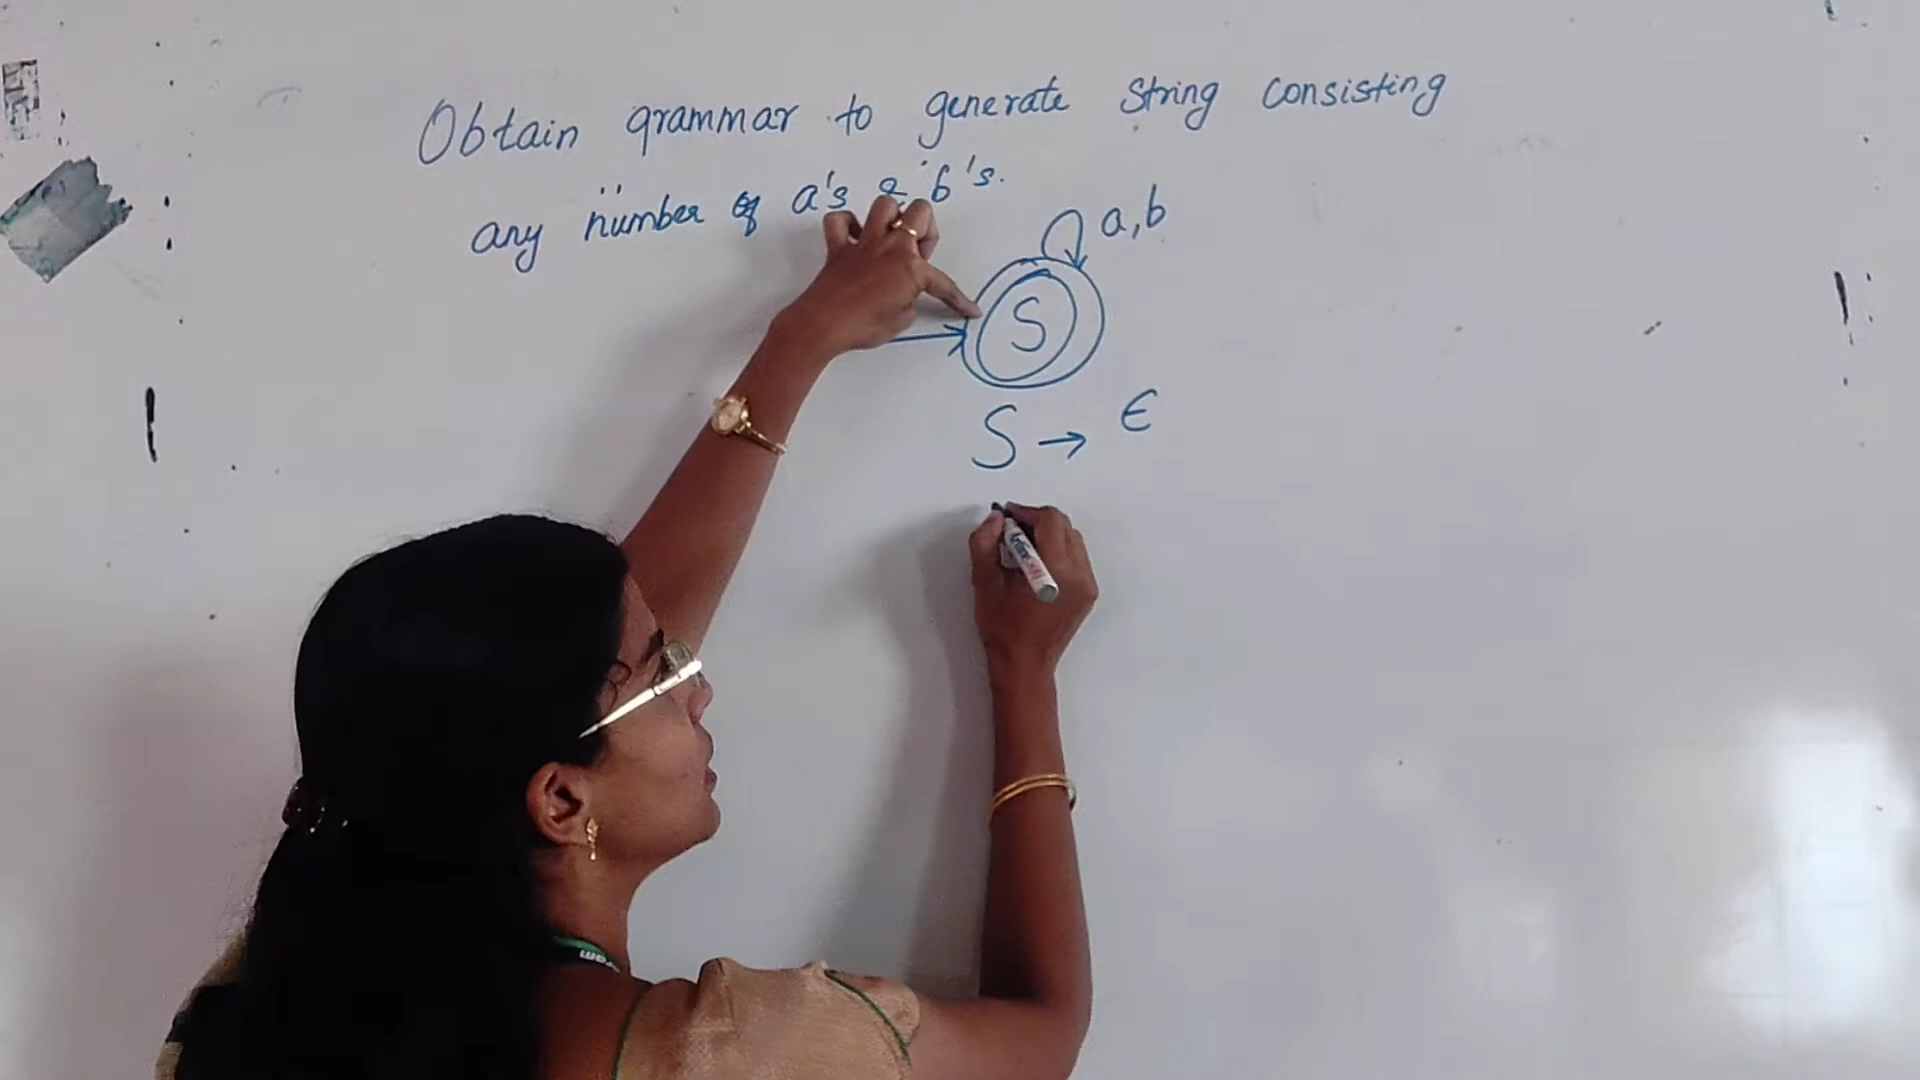 Obtain grammar to generate string consisting
any number of a's & b's.
a,b
S
S → ϵ